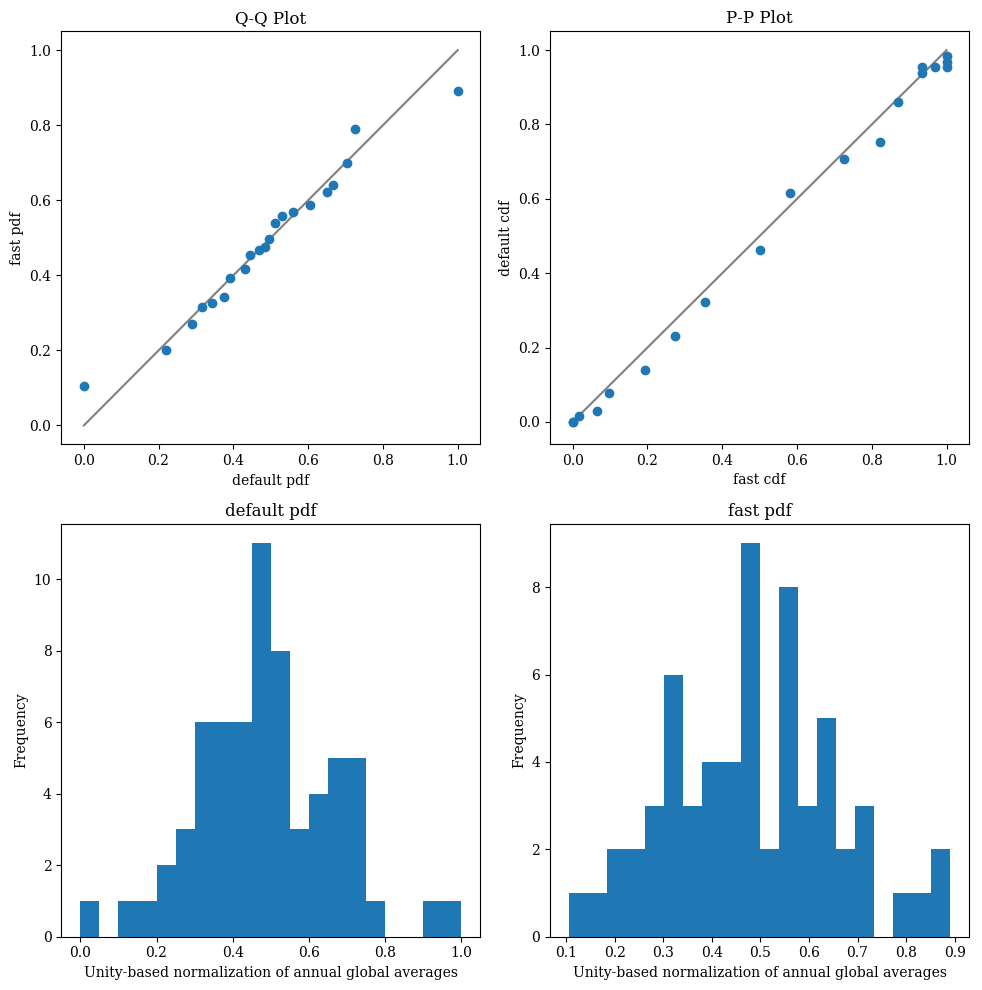 Q-Q Plot
1.0
0.8
0.6
0.4
0.2
0.0
fast pdf
0.0 0.2 0.4 0.6 0.8 1.0
default pdf
P-P Plot
1.0
0.8
0.6
0.4
0.2
0.0
default cdf
0.0 0.2 0.4 0.6 0.8 1.0
fast cdf
default pdf
10
8
6
4
2
0
Frequency
0.0 0.2 0.4 0.6 0.8 1.0
Unity-based normalization of annual global averages
fast pdf
8
6
4
2
0
Frequency
0.1 0.2 0.3 0.4 0.5 0.6 0.7 0.8 0.9
Unity-based normalization of annual global averages